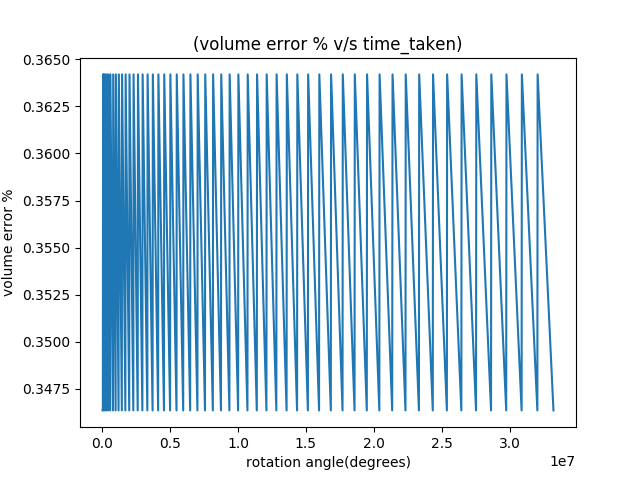 (volume error % v/s time_taken)
0.3650
0.3625
0.3600
0.3575
0.3550
0.3525
0.3500
0.3475
volume error %
0.0 0.5 1.0 1.5 2.0 2.5 3.0
1e7
rotation angle(degrees)